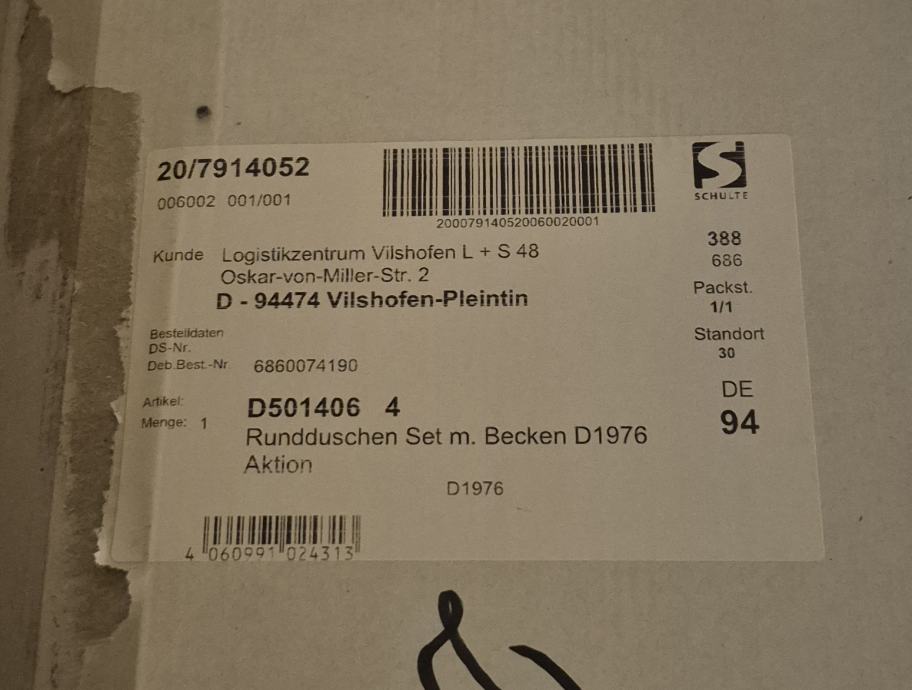 20/7914052
006002 001/001
200079140520060020001
SCHULTE
388
686
Kunde Logistikzentrum Vilshofen L + S 48
Oskar-von-Miller-Str. 2
D - 94474 Vilshofen-Pleintin
Packst.
1/1
Standort
30
Bestelldaten
DS-Nr.
Deb.Best.-Nr. 6860074190
Artikel: D501406 4
DE
94
Menge: 1
Rundduschen Set m. Becken D1976
Aktion
D1976
4 060991 024313